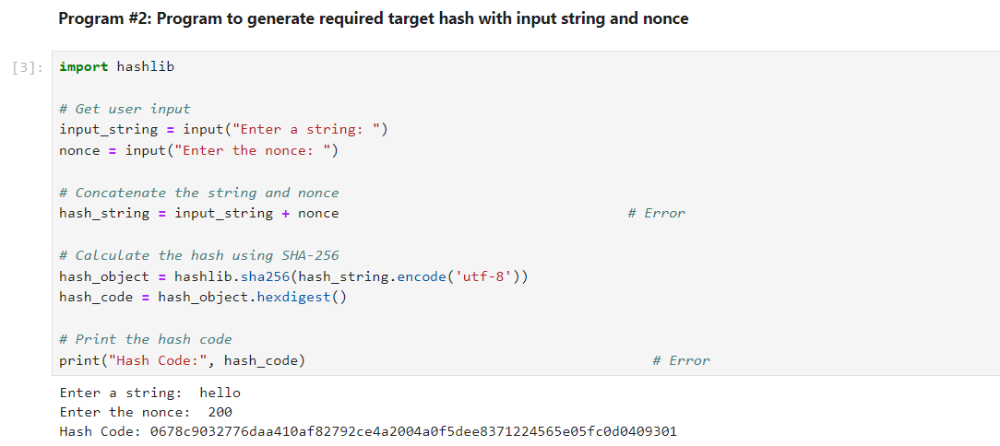 Program #2: Program to generate required target hash with input string and nonce
[3]: import hashlib
# Get user input
input_string = input("Enter a string: ")
nonce = input("Enter the nonce: ")
# Concatenate the string and nonce
hash_string = input_string + nonce # Error
# Calculate the hash using SHA-256
hash_object = hashlib.sha256(hash_string.encode('utf-8'))
hash_code = hash_object.hexdigest()
# Print the hash code
print("Hash Code:", hash_code) # Error
Enter a string:  hello
Enter the nonce:  200
Hash Code: 0678c9032776daa410af82792ce4a2004a0f5dee8371224565e05fc0d0409301